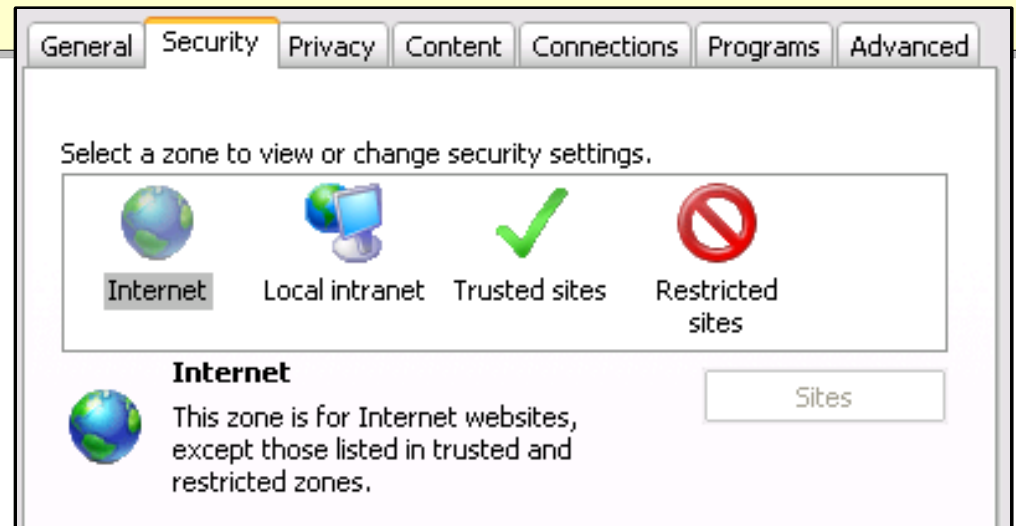 General Security Privacy Content Connections Programs Advanced
Select a zone to view or change security settings.
Internet Local intranet Trusted sites Restricted
sites
Internet
Sites
This zone is for Internet websites,
except those listed in trusted and
restricted zones.